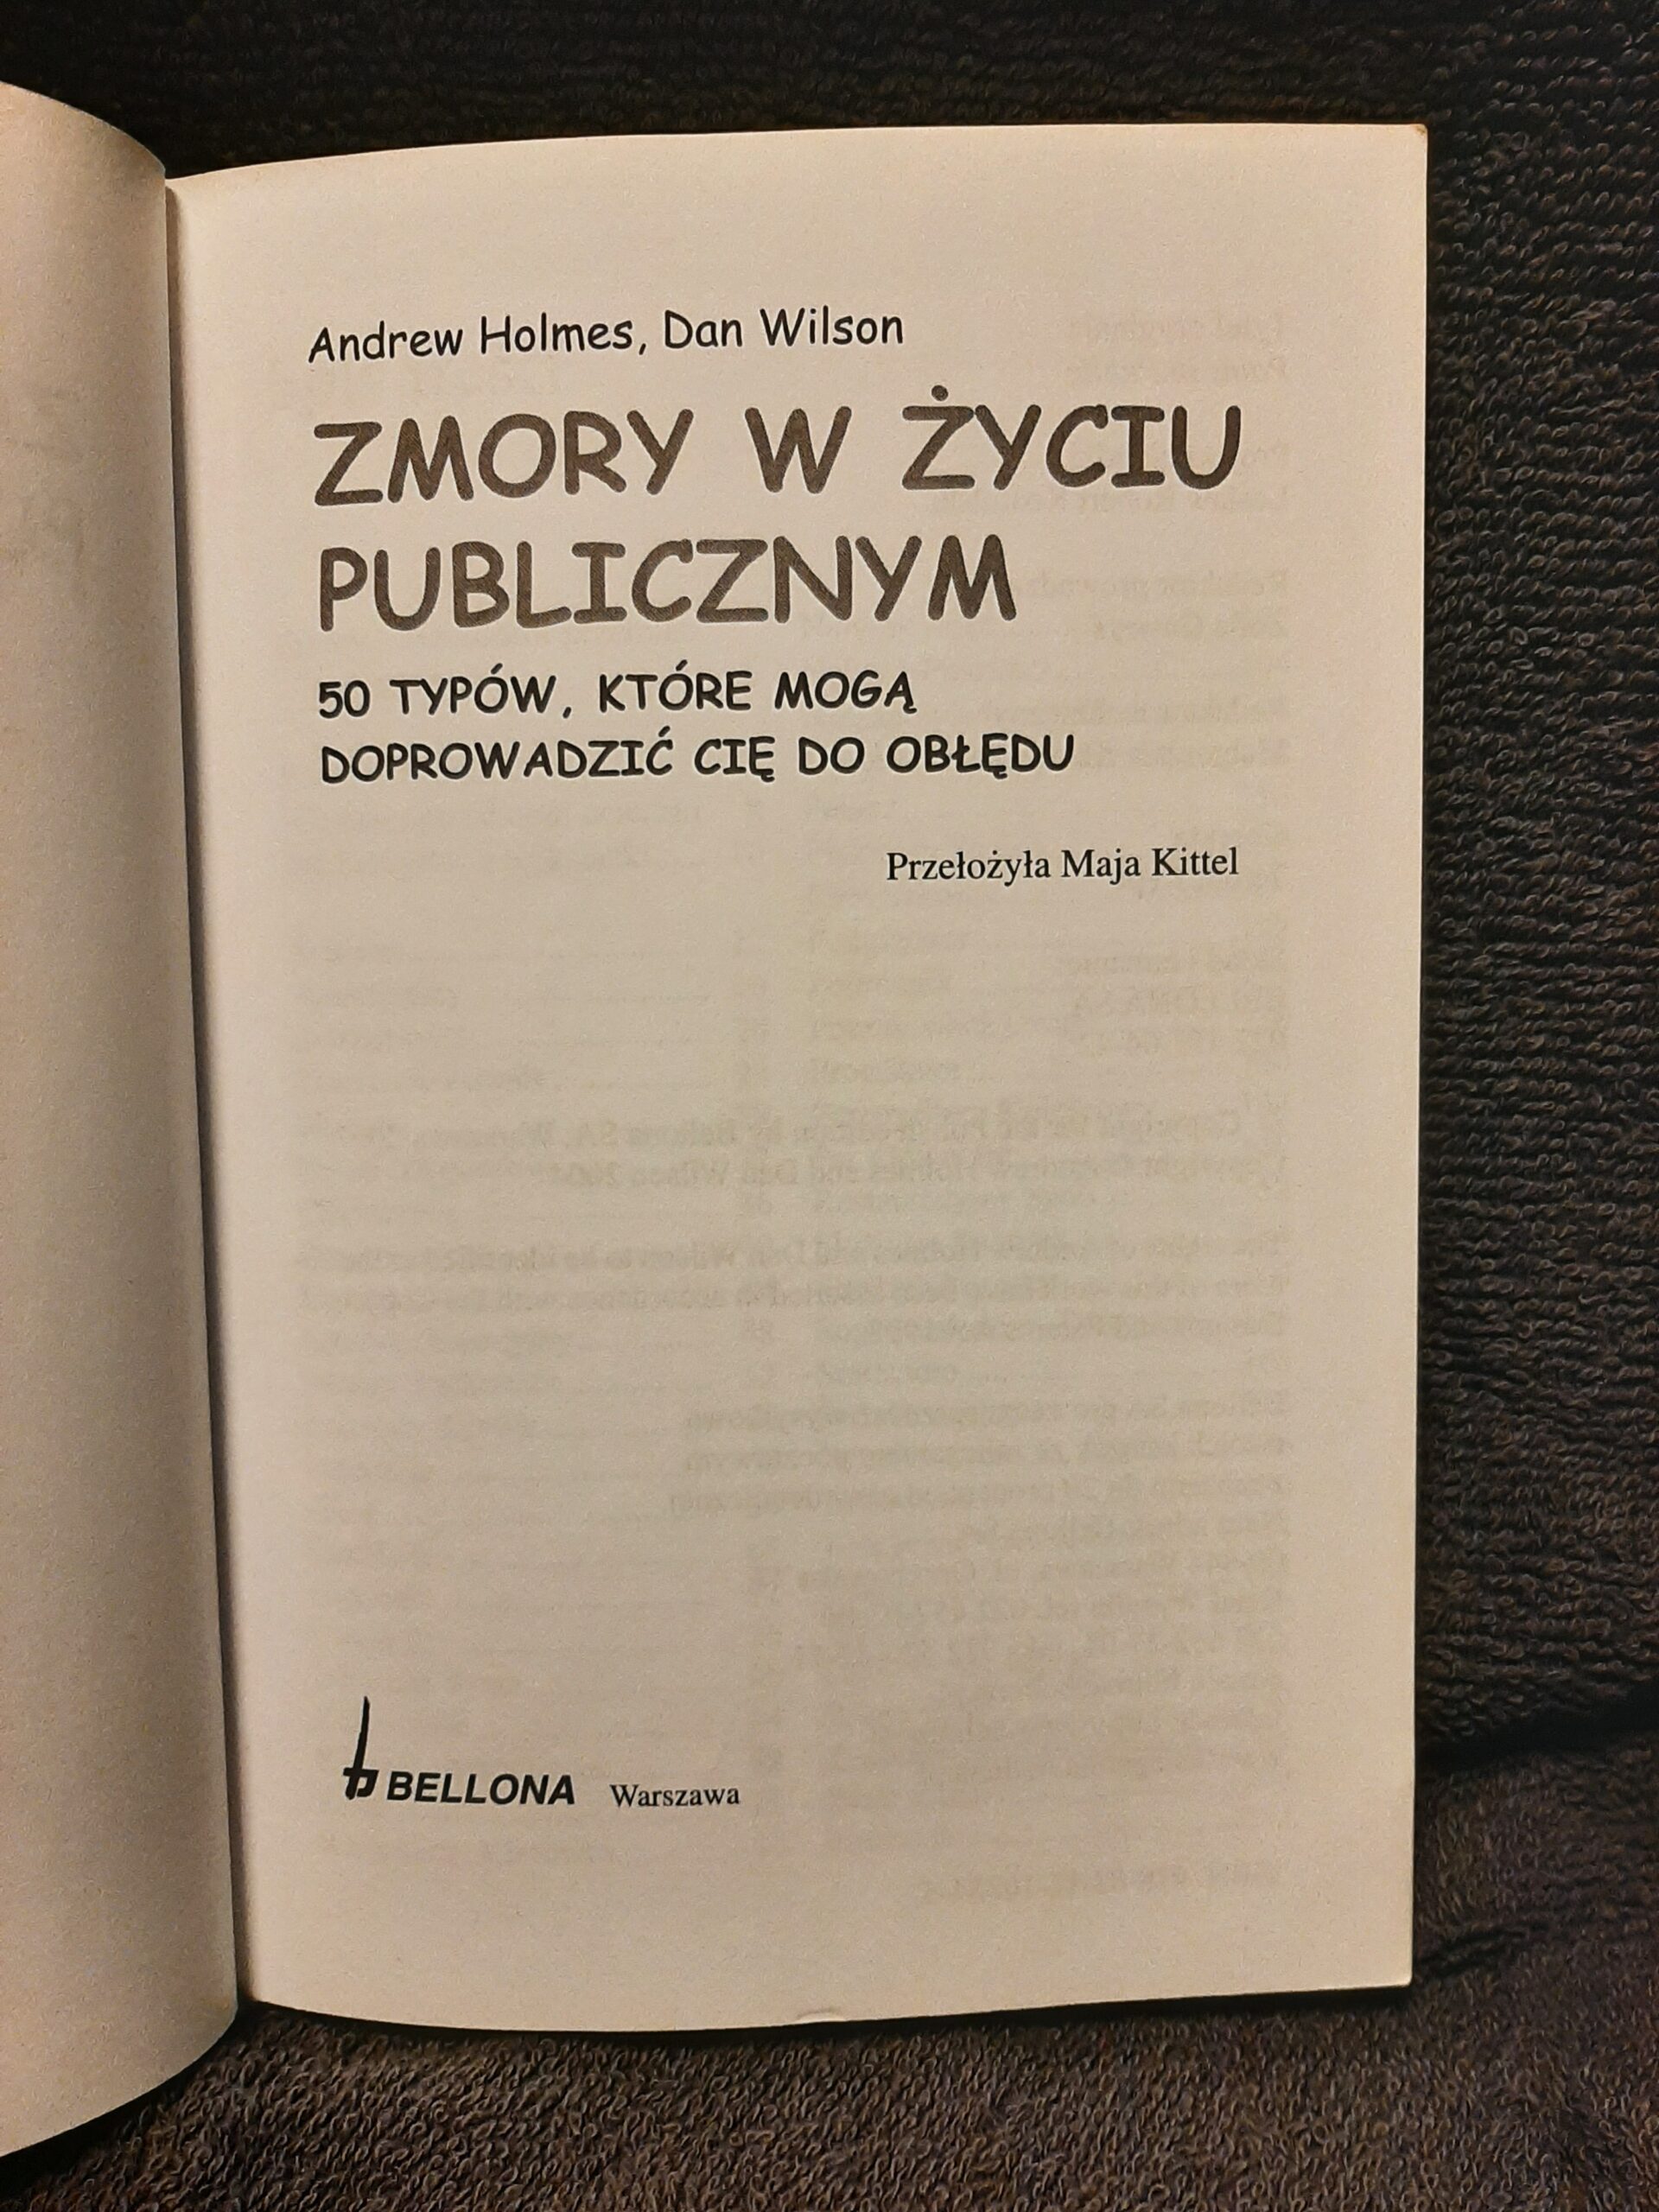 Andrew Holmes, Dan Wilson
ZMORY W ŻYCIU
PUBLICZNYM
50 TYPÓW, KTÓRE MOGĄ
DOPROWADZIĆ CIĘ DO OBŁĘDU
Przełożyła Maja Kittel
BELLONA Warszawa